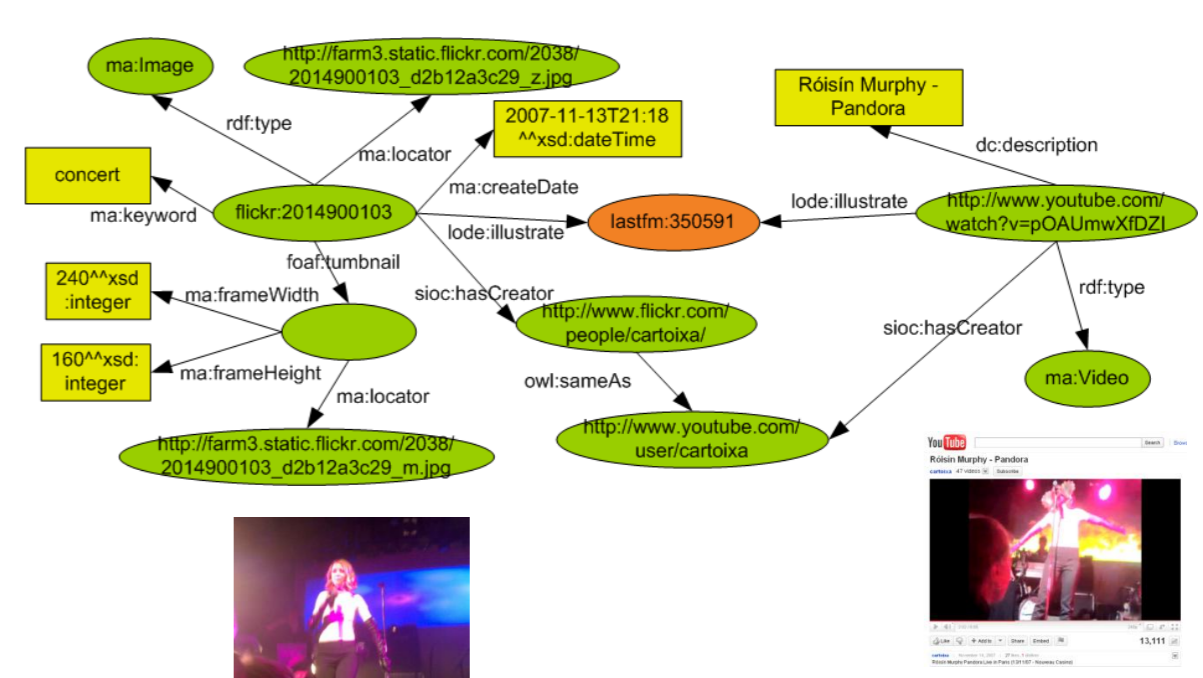 http://farm3.static.flickr.com/2038/
2014900103_d2b12a3c29_z.jpg
ma:Image
Róisín Murphy -
Pandora
2007-11-13T21:18
^^xsd:dateTime
rdf:type
dc:description
ma:locator
concert
ma:createDate
ma:keyword
flickr:2014900103
lode:illustrate
lastfm:350591
lode:illustrate
http://www.youtube.com/
watch?v=pOAUmwXfDZI
foaf:tumbnail
240^^xsd
:integer
ma:frameWidth
sioc:hasCreator
rdf:type
http://www.flickr.com/
people/cartoixa/
sioc:hasCreator
160^^xsd:
integer
ma:frameHeight
owl:sameAs
ma:Video
ma:locator
http://www.youtube.com/
user/cartoixa
http://farm3.static.flickr.com/2038/
2014900103_d2b12a3c29_m.jpg
YouTube
Search
Róisín Murphy - Pandora
cartoixa 47 videos Subscribe
Like Add to Share Embed
13,111
cartoixa